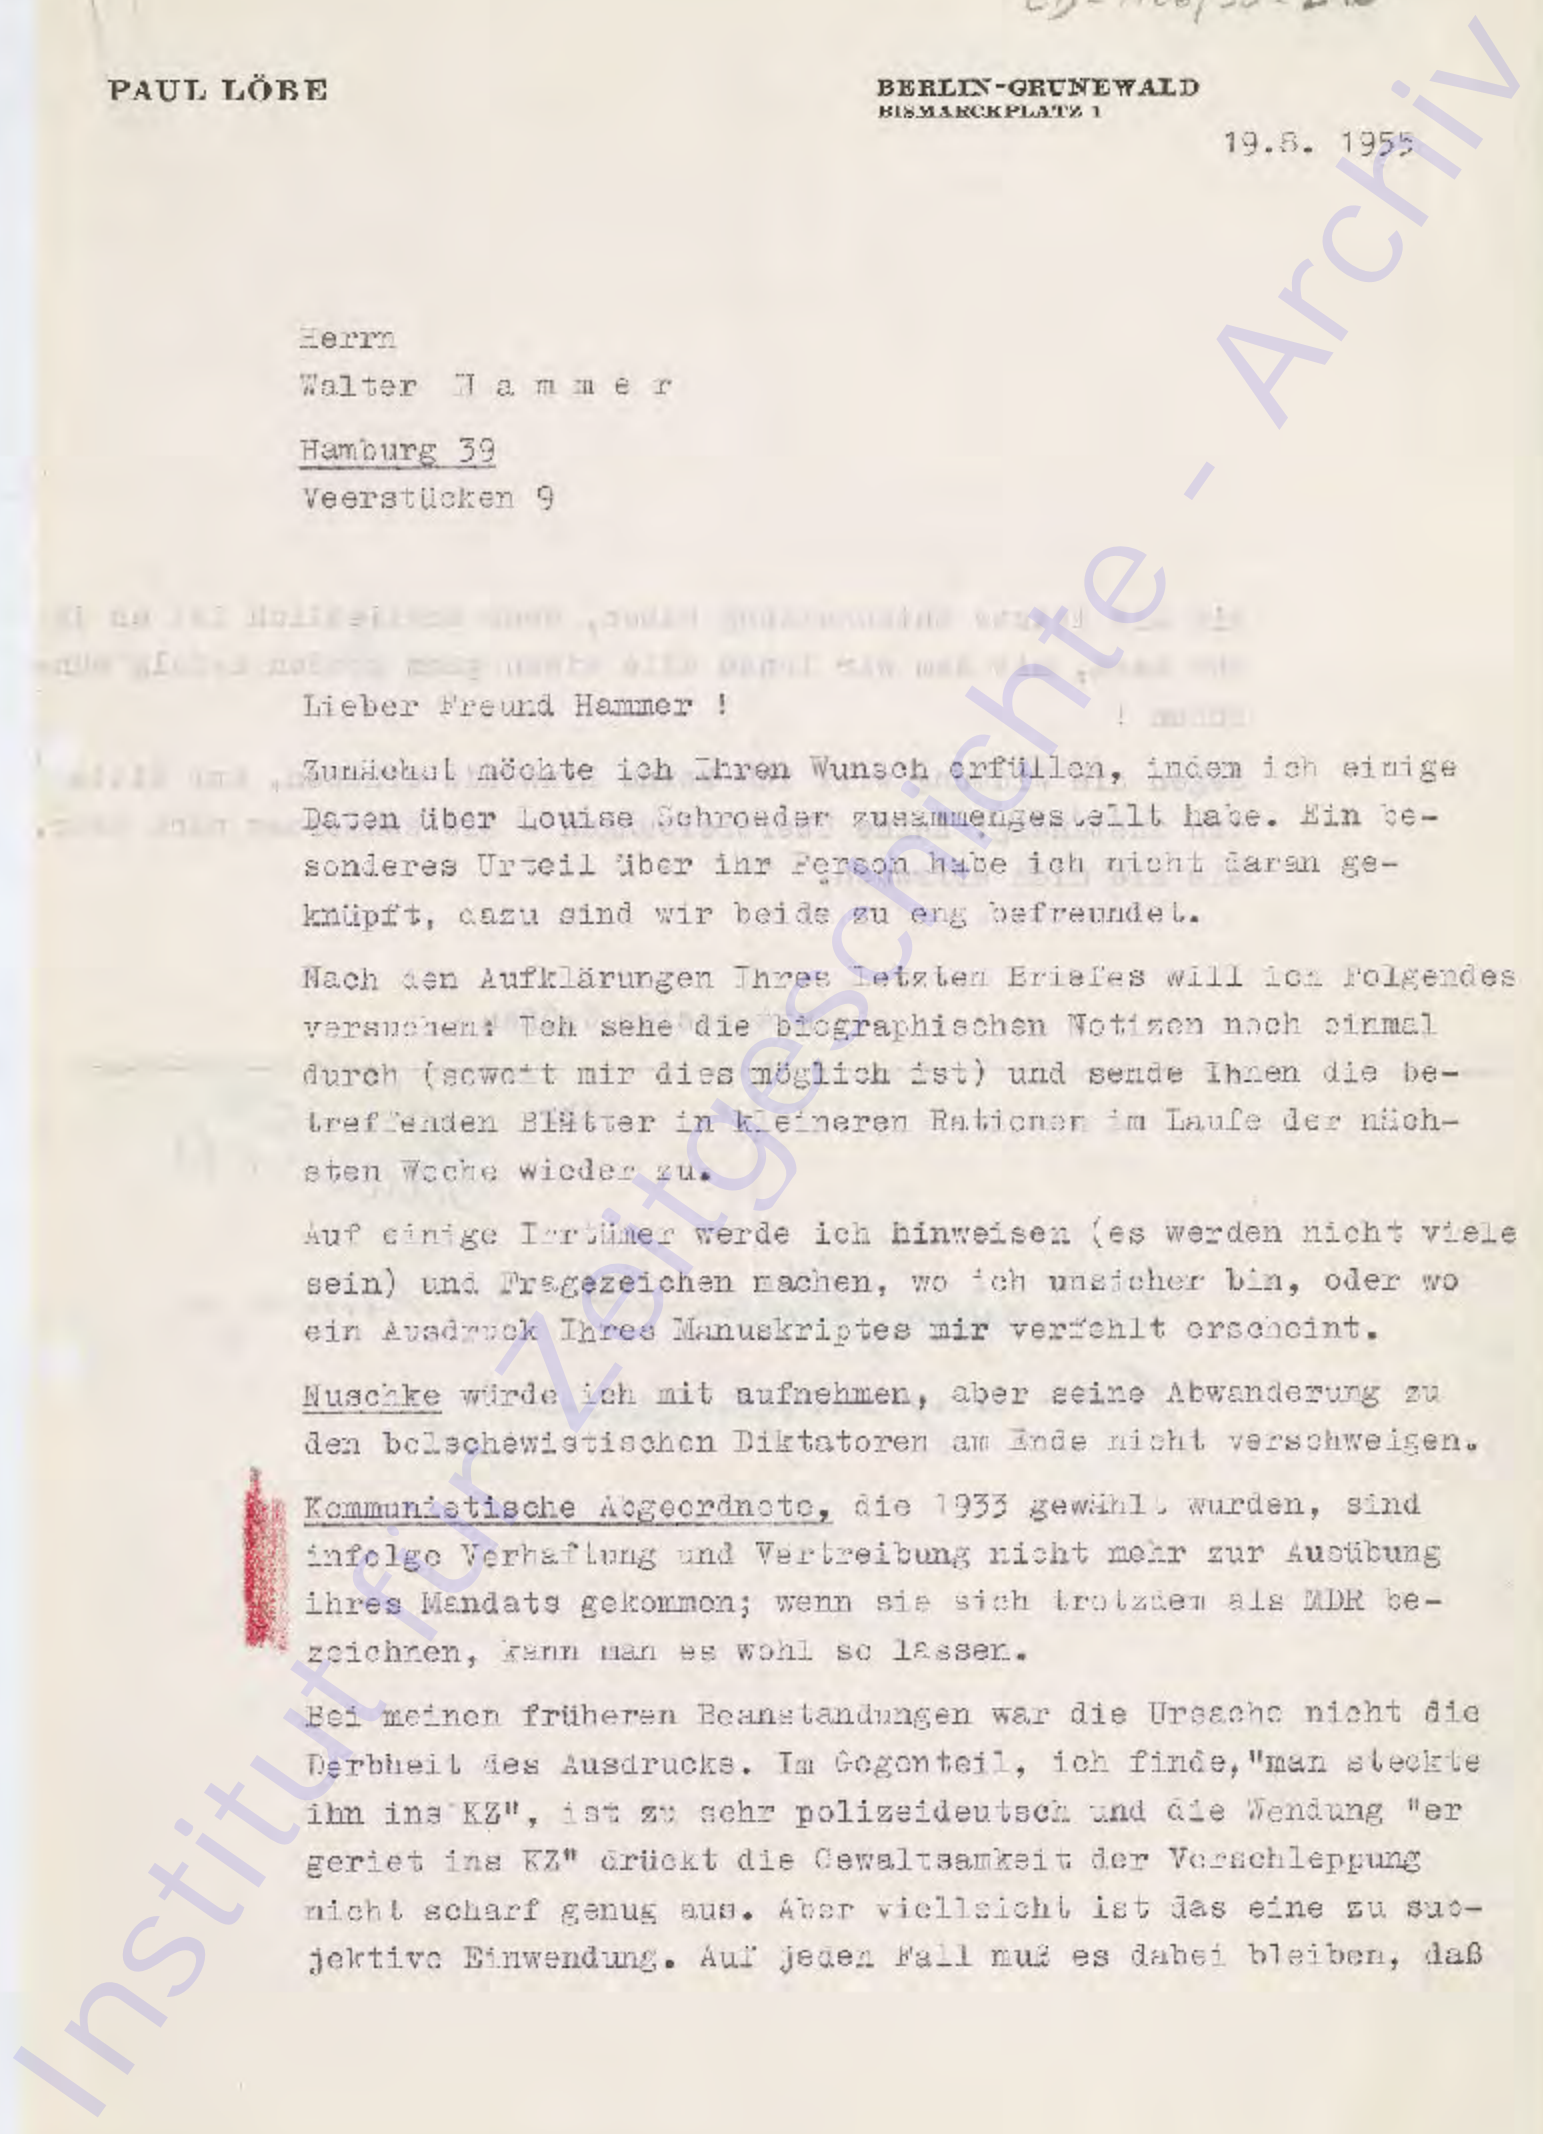 PAUL LÖBE
BERLIN-GRUNEWALD
BISMARCKPLATZ 1
19.8. 1955
Herrn
Walter H a m m e r
Hamburg 39
Veerstücken 9
Lieber Freund Hammer !
Zunächst möchte ich Ihren Wunsch erfüllen, indem ich einige
Daten über Louise Schroeder zusammengestellt habe. Ein be-
sonderes Urteil über ihr Person habe ich nicht daran ge-
knüpft, dazu sind wir beide zu eng befreundet.
Nach den Aufklärungen Ihres letzten Briefes will ich Folgendes
versuchen: Ich sehe die biographischen Notizen noch einmal
durch (soweit mir dies möglich ist) und sende Ihnen die be-
treffenden Blätter in kleineren Rationen im Laufe der näch-
sten Woche wieder zu.
Auf einige Irrtümer werde ich hinweisen (es werden nicht viele
sein) und Fragezeichen machen, wo ich unsicher bin, oder wo
ein Ausdruck Ihres Manuskriptes mir verfehlt erscheint.
Nuschke würde ich mit aufnehmen, aber seine Abwanderung zu
den bolschewistischen Diktatoren am Ende nicht verschweigen.
Kommunistische Abgeordnete, die 1933 gewählt wurden, sind
infolge Verhaftung und Vertreibung nicht mehr zur Ausübung
ihres Mandats gekommen; wenn sie sich trotzdem als MDR be-
zeichnen, kann man es wohl so lassen.
Bei meinen früheren Beanstandungen war die Ursache nicht die
Derbheit des Ausdrucks. Im Gegenteil, ich finde,"man steckte
ihn ins KZ", ist zu sehr polizeideutsch und die Wendung "er
geriet ins KZ" drückt die Gewaltsamkeit der Verschleppung
nicht scharf genug aus. Aber vielleicht ist das eine zu sub-
jektive Einwendung. Auf jeden Fall muß es dabei bleiben, daß
Institut für Zeitgeschichte - Archiv